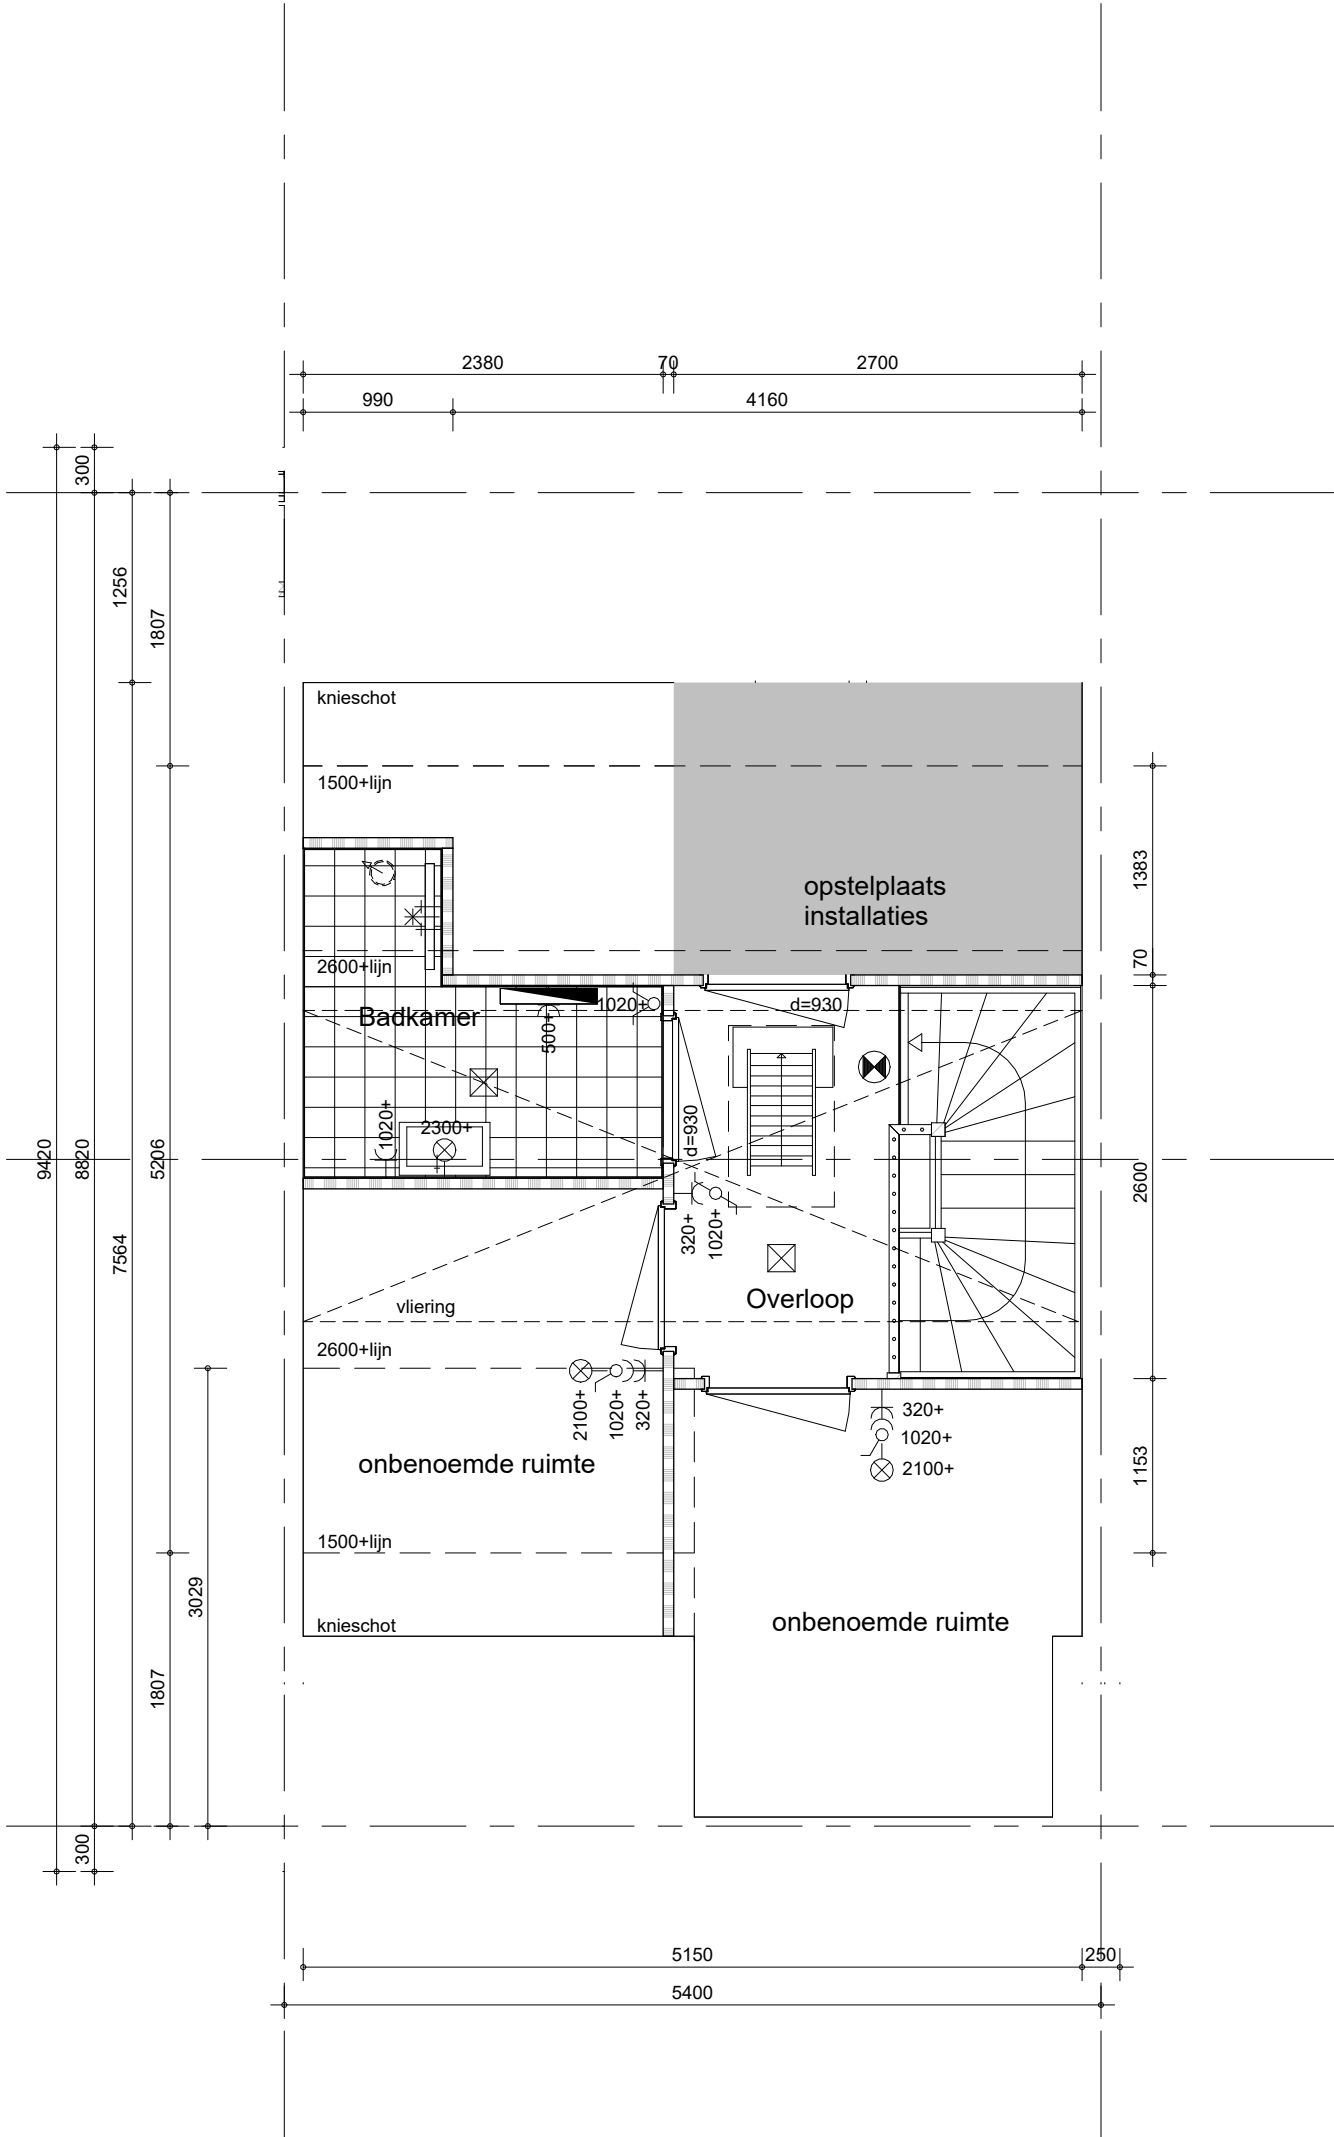 2380
70
2700
990
4160
300
1256
1807
knieschot
1500+lijn
1383
opstelplaats
installaties
70
2600+lijn
Badkamer
500+
1020+
d=930
1020+
2300+
d=930
9420
8820
5206
2600
7564
320+
1020+
Overloop
vliering
2600+lijn
2100+
1020+
320+
320+
1020+
2100+
1153
onbenoemde ruimte
1500+lijn
3029
knieschot
onbenoemde ruimte
1807
300
5150
250
5400